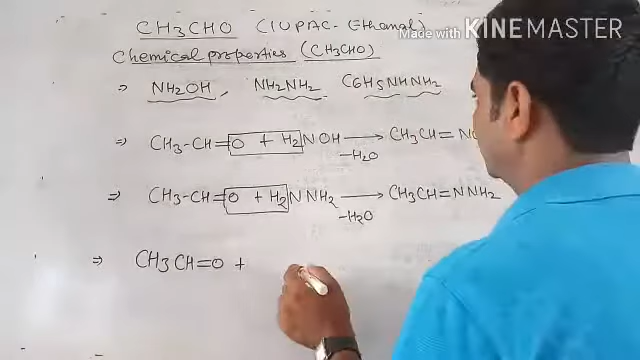 CH3CHO (IUPAC - Ethanal)
Made with KINEMASTER
Chemical properties (CH3CHO)
⇒ NH2OH, NH2NH2 C6H5NHNH2
⇒ CH3-CH=O + H2NOH → CH3CH=NO
-H2O
⇒ CH3-CH=O + H2NNH2 → CH3CH=NNH2
-H2O
⇒ CH3CH=O +